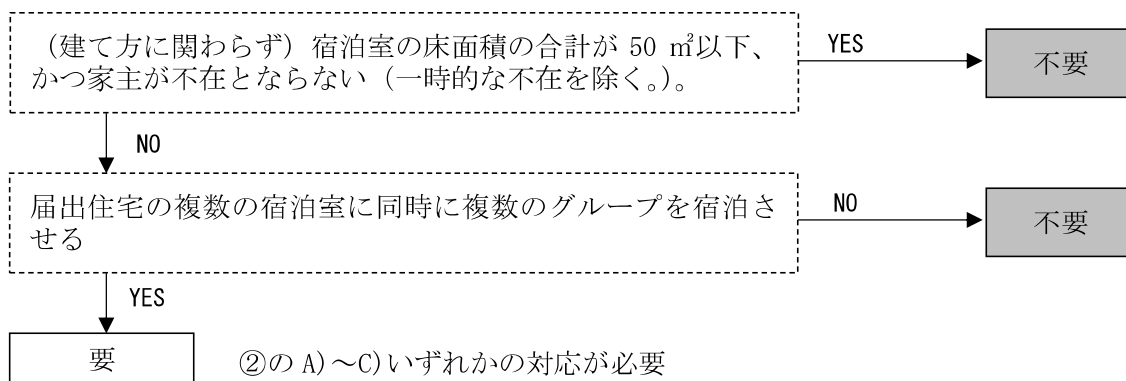 （建て方に関わらず）宿泊室の床面積の合計が 50 ㎡以下、
かつ家主が不在とならない（一時的な不在を除く。）。
YES
不要
NO
届出住宅の複数の宿泊室に同時に複数のグループを宿泊さ
せる
NO
不要
YES
要
②の A)～C)いずれかの対応が必要